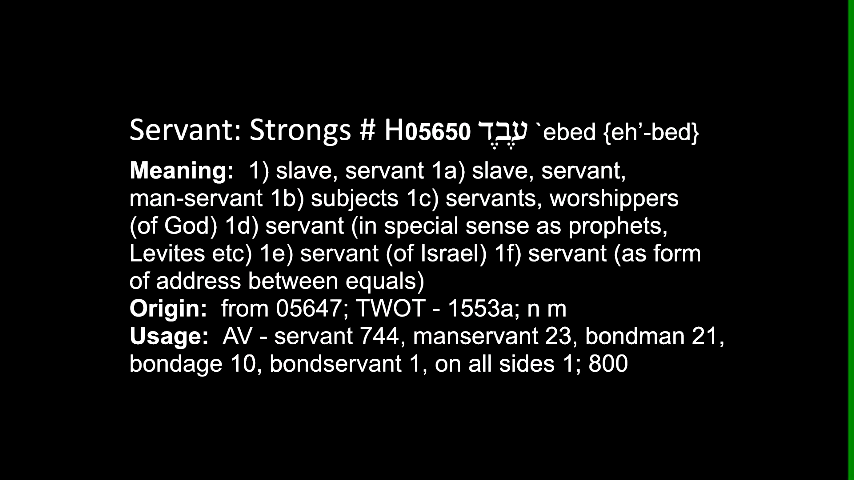 Servant: Strongs # H05650 עֶבֶד `ebed {eh’-bed}
Meaning: 1) slave, servant 1a) slave, servant,
man-servant 1b) subjects 1c) servants, worshippers
(of God) 1d) servant (in special sense as prophets,
Levites etc) 1e) servant (of Israel) 1f) servant (as form
of address between equals)
Origin: from 05647; TWOT - 1553a; n m
Usage: AV - servant 744, manservant 23, bondman 21,
bondage 10, bondservant 1, on all sides 1; 800